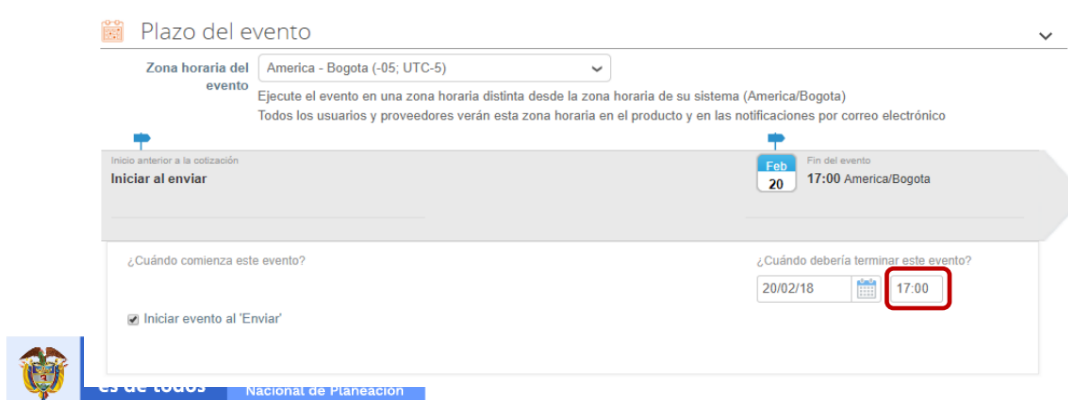 Plazo del evento
Zona horaria del evento
America - Bogota (-05; UTC-5)
Ejecute el evento en una zona horaria distinta desde la zona horaria de su sistema (America/Bogota)
Todos los usuarios y proveedores verán esta zona horaria en el producto y en las notificaciones por correo electrónico
Inicio anterior a la cotización
Iniciar al enviar
Feb
20
Fin del evento
17:00 America/Bogota
¿Cuándo comienza este evento?
¿Cuándo debería terminar este evento?
20/02/18
17:00
Iniciar evento al 'Enviar'
es de todos
Nacional de Planeación